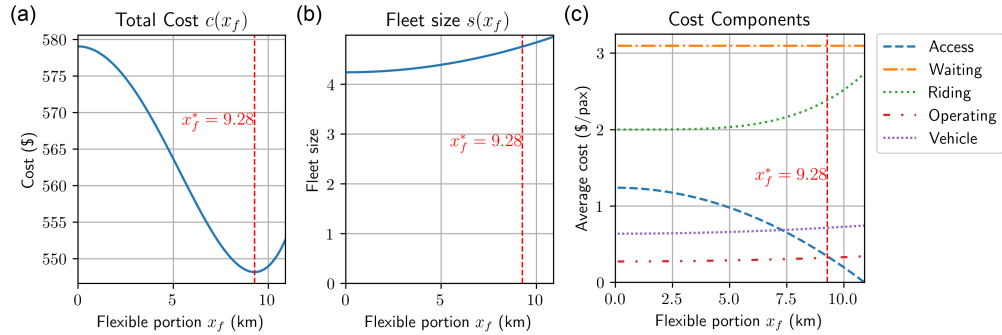 (a)
Total Cost c(x_f)
580
575
570
565
560
555
550
Cost ($)
x_f^* = 9.28
0
5
10
Flexible portion x_f (km)
(b)
Fleet size s(x_f)
4
3
2
1
0
Fleet size
x_f^* = 9.28
0
5
10
Flexible portion x_f (km)
(c)
Cost Components
3
2
1
0
Average cost ($/pax)
x_f^* = 9.28
0.0
2.5
5.0
7.5
10.0
Flexible portion x_f (km)
Access
Waiting
Riding
Operating
Vehicle